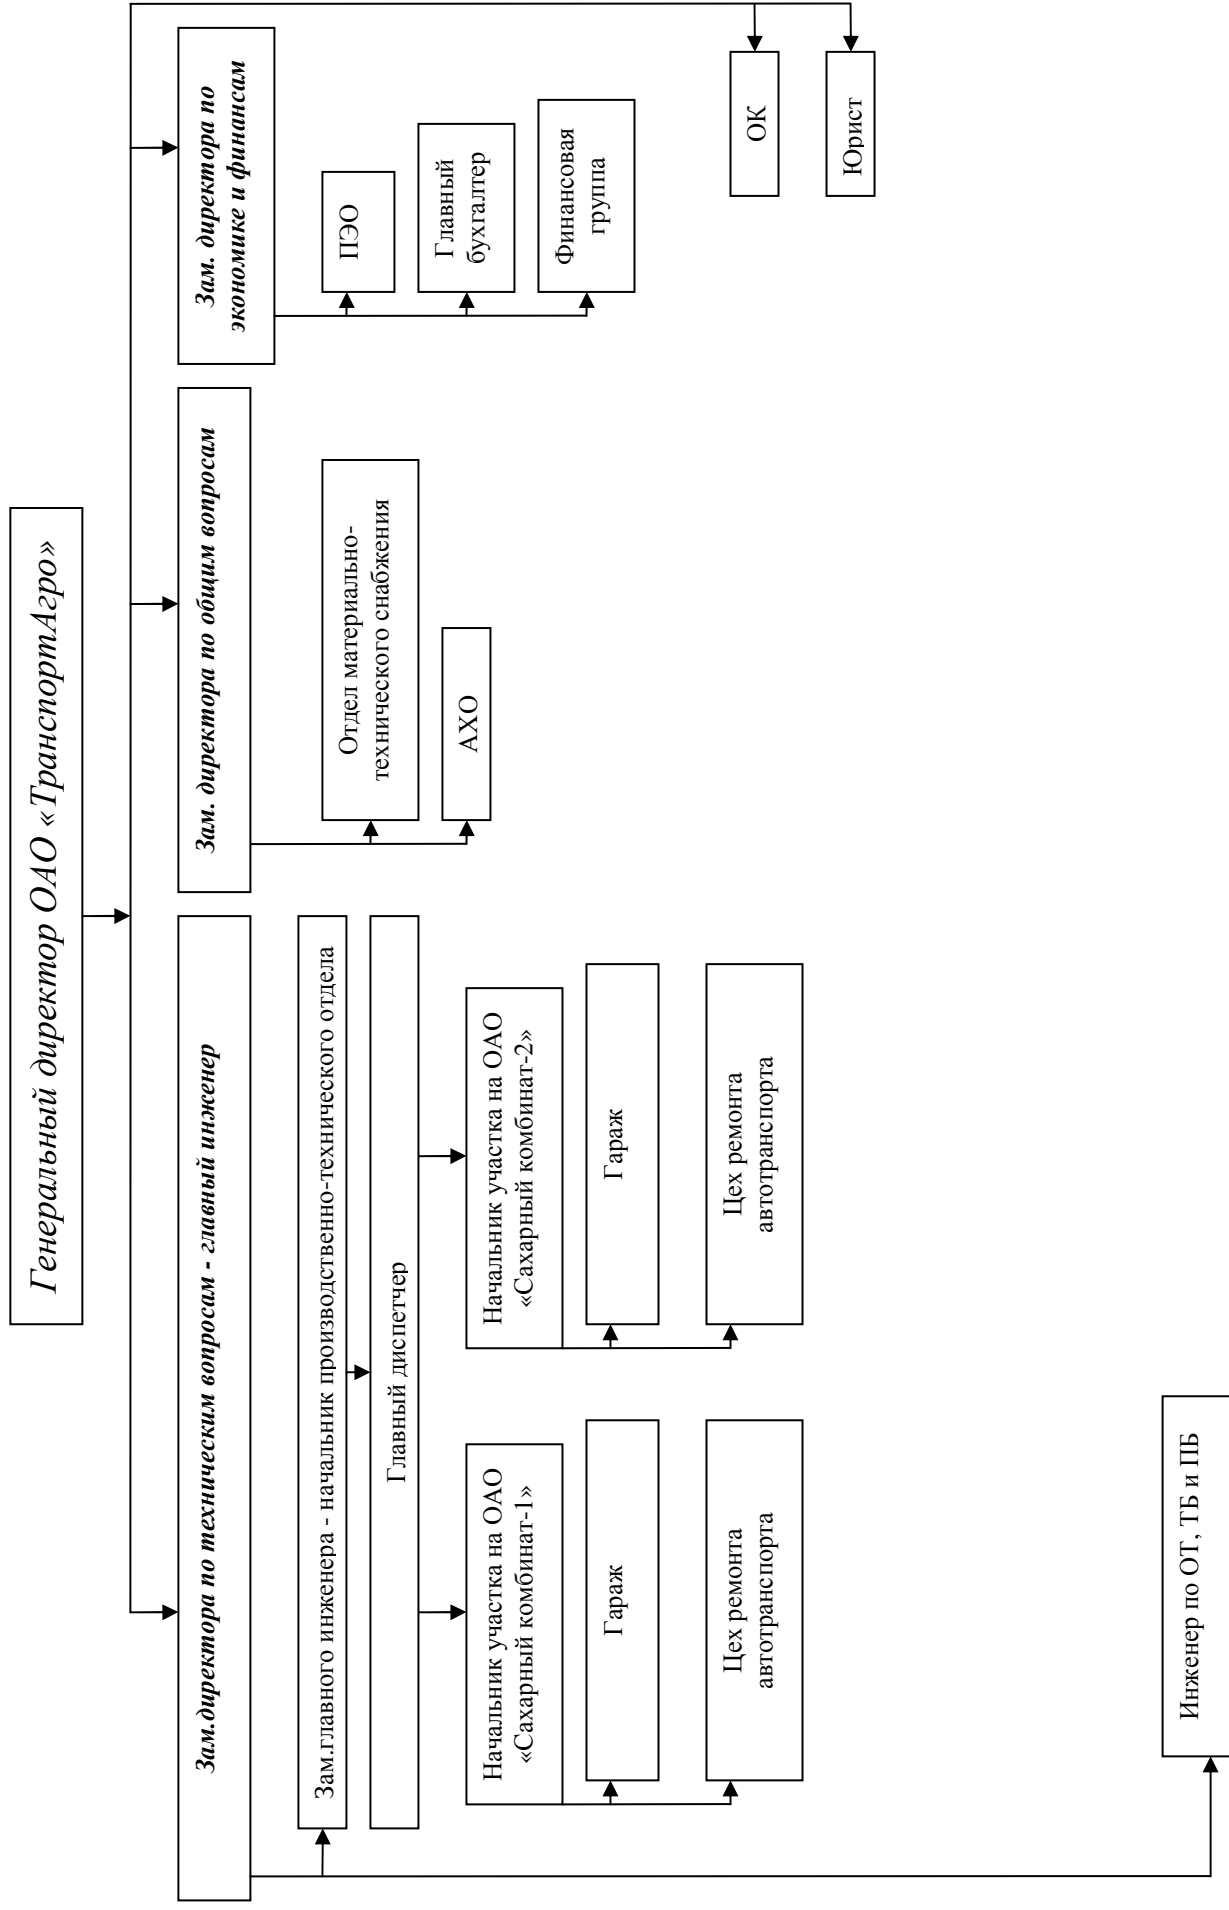 Генеральный директор ОАО «ТранспортАгро»
Зам.директора по техническим вопросам - главный инженер
Зам. директора по общим вопросам
Зам. директора по
экономике и финансам
Зам.главного инженера - начальник производственно-технического отдела
Главный диспетчер
Начальник участка на ОАО
«Сахарный комбинат-1»
Гараж
Цех ремонта
автотранспорта
Начальник участка на ОАО
«Сахарный комбинат-2»
Гараж
Цех ремонта
автотранспорта
Инженер по ОТ, ТБ и ПБ
Отдел материально-
технического снабжения
АХО
ПЭО
Главный
бухгалтер
Финансовая
группа
ОК
Юрист